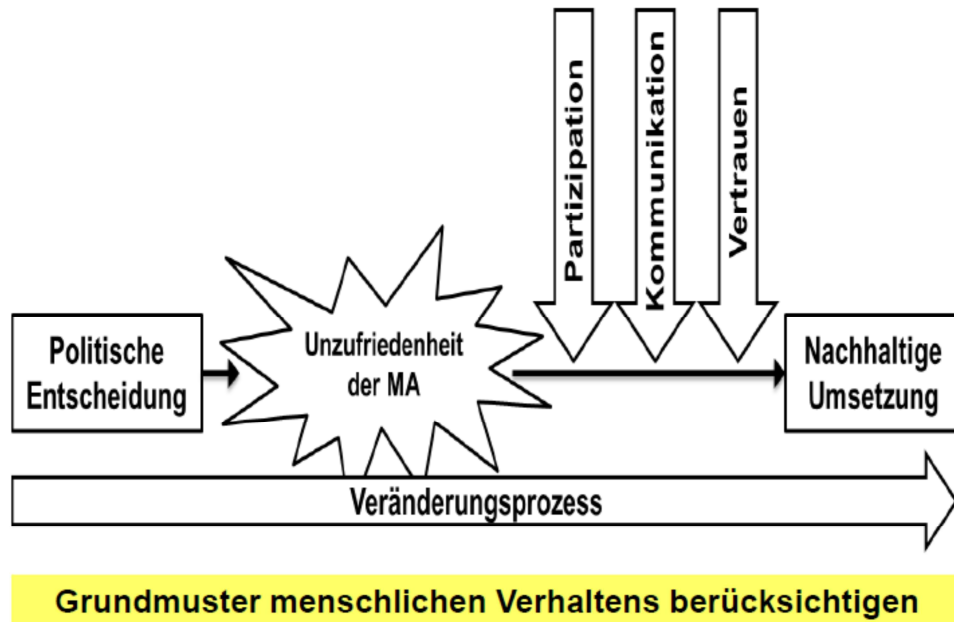 Partizipation
Kommunikation
Vertrauen
Politische
Entscheidung
Unzufriedenheit
der MA
Nachhaltige
Umsetzung
Veränderungsprozess
Grundmuster menschlichen Verhaltens berücksichtigen